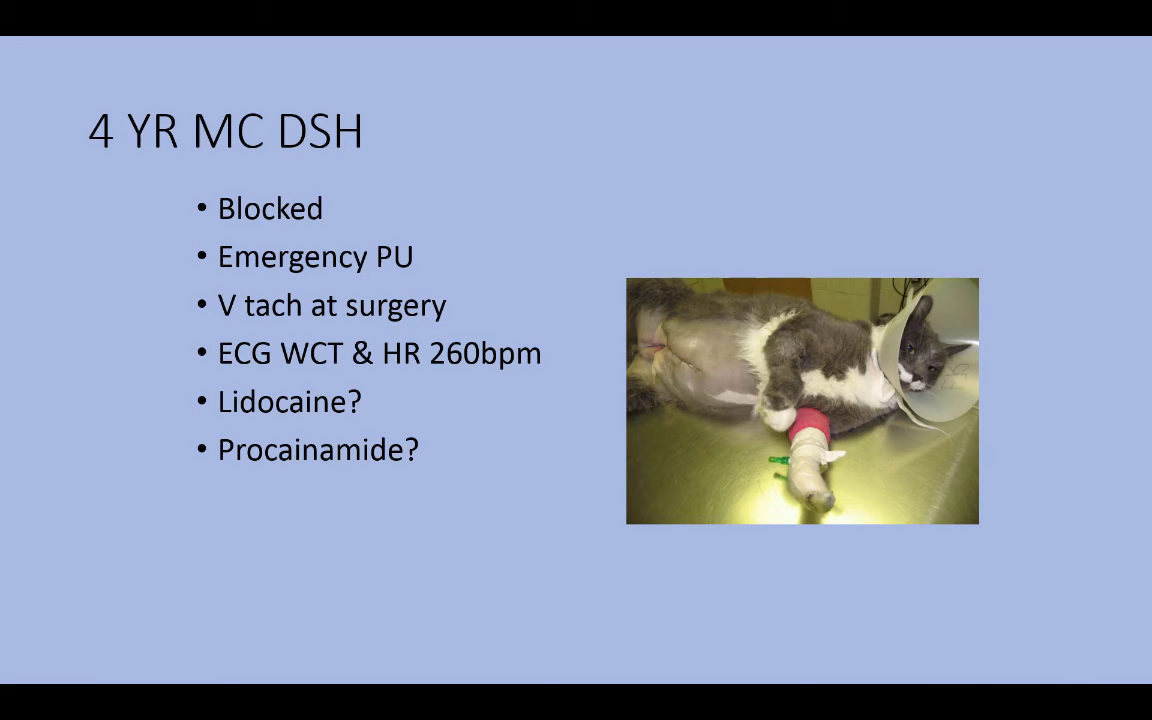 4 YR MC DSH
• Blocked
• Emergency PU
• V tach at surgery
• ECG WCT & HR 260bpm
• Lidocaine?
• Procainamide?